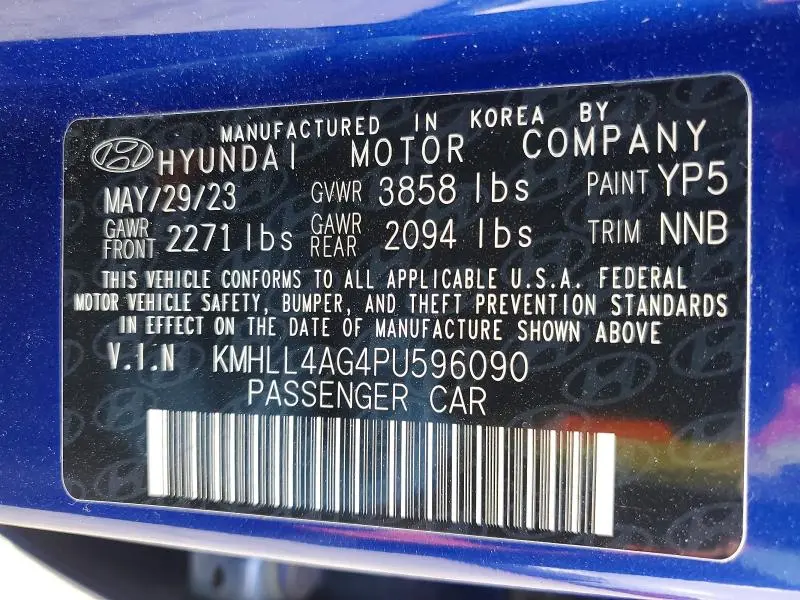 MANUFACTURED IN KOREA BY
HYUNDAI MOTOR COMPANY
MAY/29/23 GVWR 3858 lbs PAINT YP5
GAWR FRONT 2271 lbs GAWR REAR 2094 lbs TRIM NNB
THIS VEHICLE CONFORMS TO ALL APPLICABLE U.S.A. FEDERAL
MOTOR VEHICLE SAFETY, BUMPER, AND THEFT PREVENTION STANDARDS
IN EFFECT ON THE DATE OF MANUFACTURE SHOWN ABOVE
V.I.N KMHLL4AG4PU596090
PASSENGER CAR